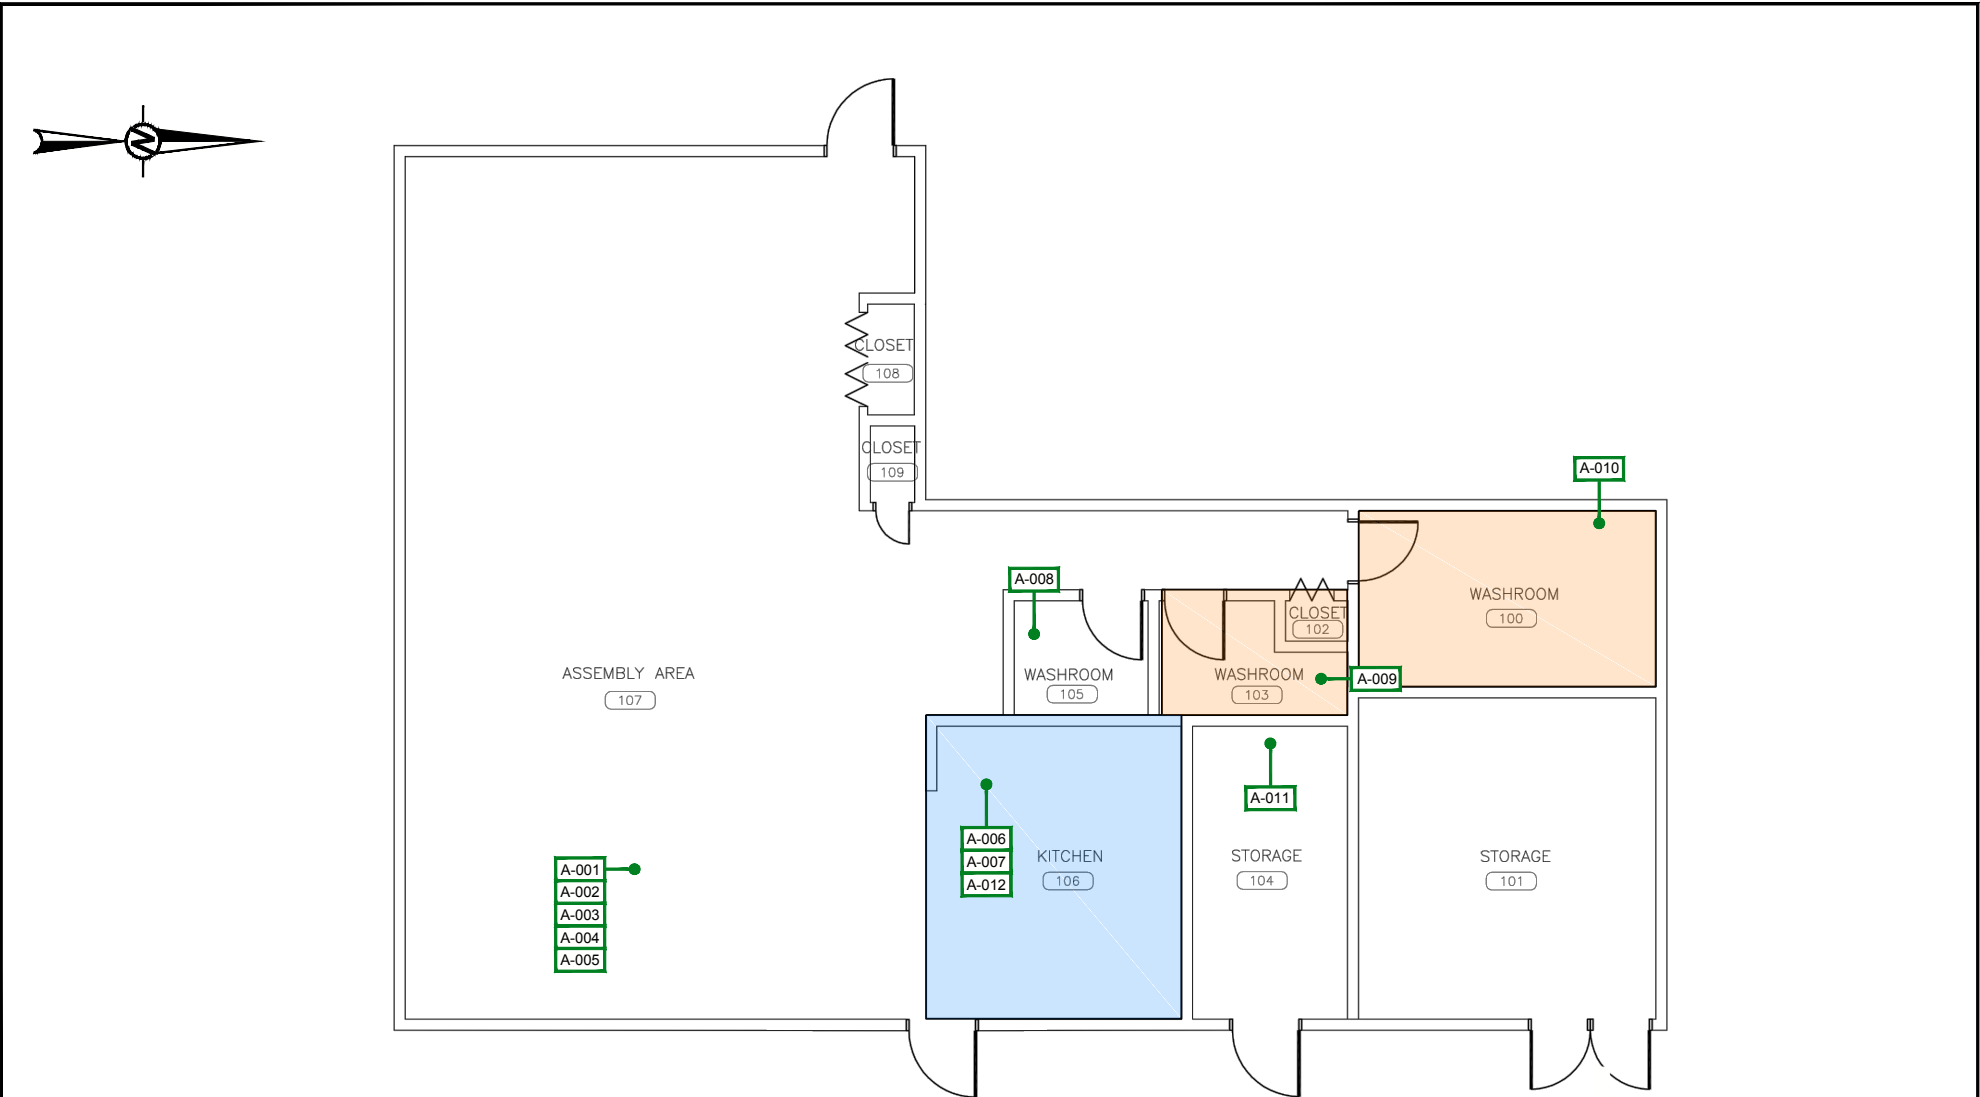 N
CLOSET
108
CLOSET
109
A-010
A-008
WASHROOM
100
CLOSET
102
ASSEMBLY AREA
107
WASHROOM
105
WASHROOM
103
A-009
A-011
A-006
A-007
A-012
KITCHEN
106
STORAGE
104
STORAGE
101
A-001
A-002
A-003
A-004
A-005